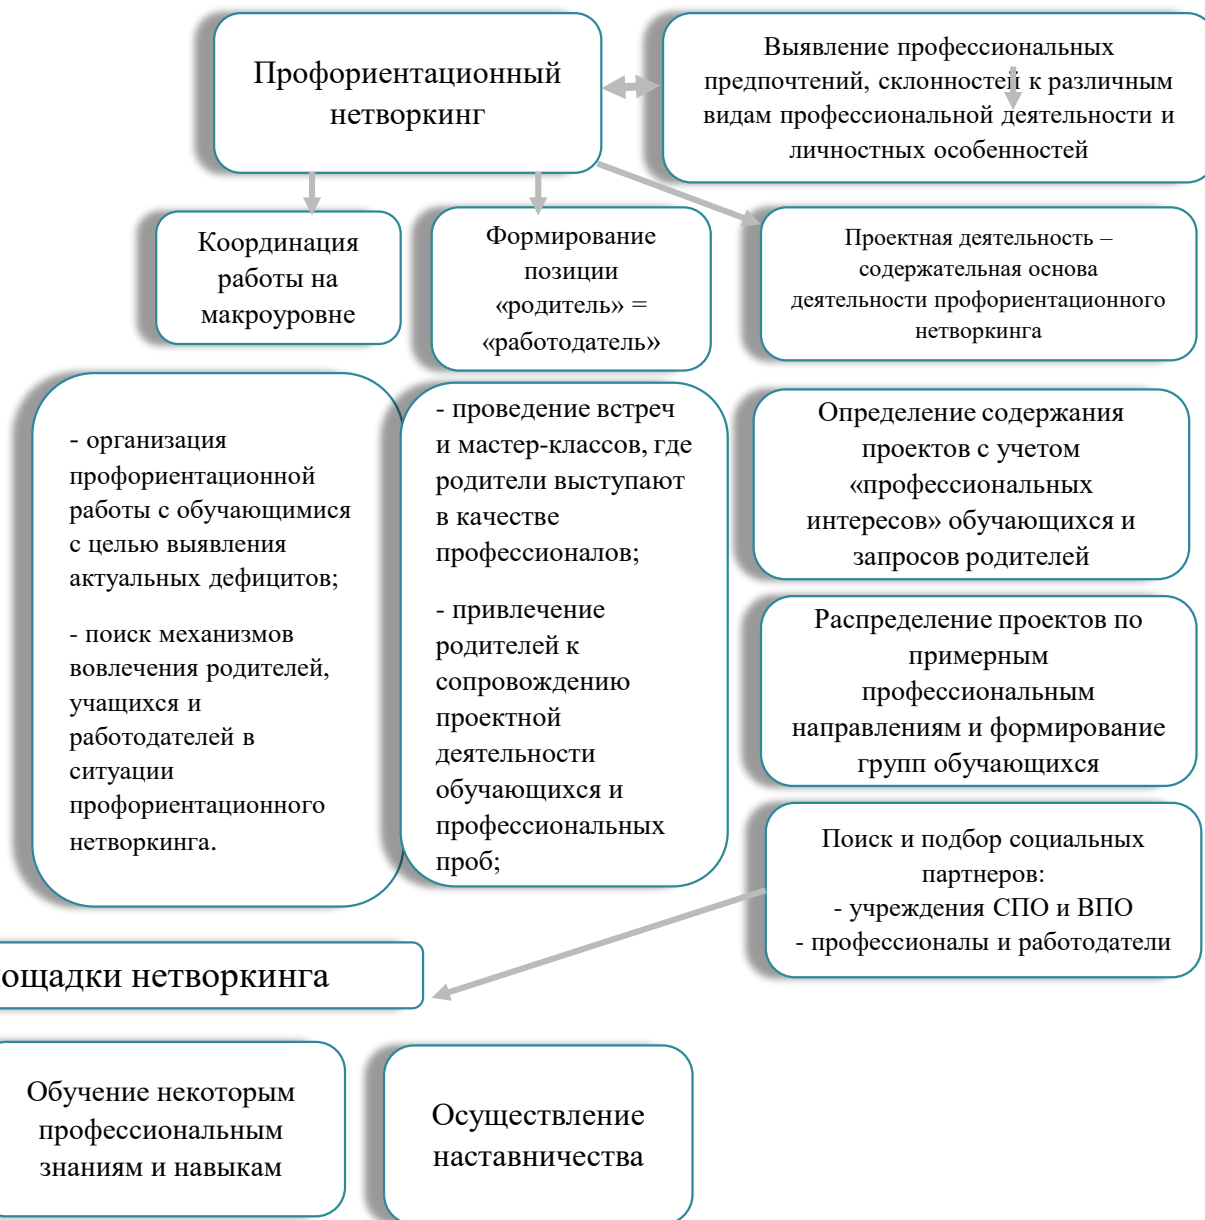 Профориентационный
нетворкинг
Выявление профессиональных
предпочтений, склонностей к различным
видам профессиональной деятельности и
личностных особенностей
Координация
работы на
макроуровне
Формирование
позиции
«родитель» =
«работодатель»
Проектная деятельность –
содержательная основа
деятельности профориентационного
нетворкинга
- организация
профориентационной
работы с обучающимися
с целью выявления
актуальных дефицитов;
- поиск механизмов
вовлечения родителей,
учащихся и
работодателей в
ситуации
профориентационного
нетворкинга.
- проведение встреч
и мастер-классов, где
родители выступают
в качестве
профессионалов;
- привлечение
родителей к
сопровождению
проектной
деятельности
обучающихся и
профессиональных
проб;
Определение содержания
проектов с учетом
«профессиональных
интересов» обучающихся и
запросов родителей
Распределение проектов по
примерным
профессиональным
направлениям и формирование
групп обучающихся
Поиск и подбор социальных
партнеров:
- учреждения СПО и ВПО
- профессионалы и работодатели
ощадки нетворкинга
Обучение некоторым
профессиональным
знаниям и навыкам
Осуществление
наставничества